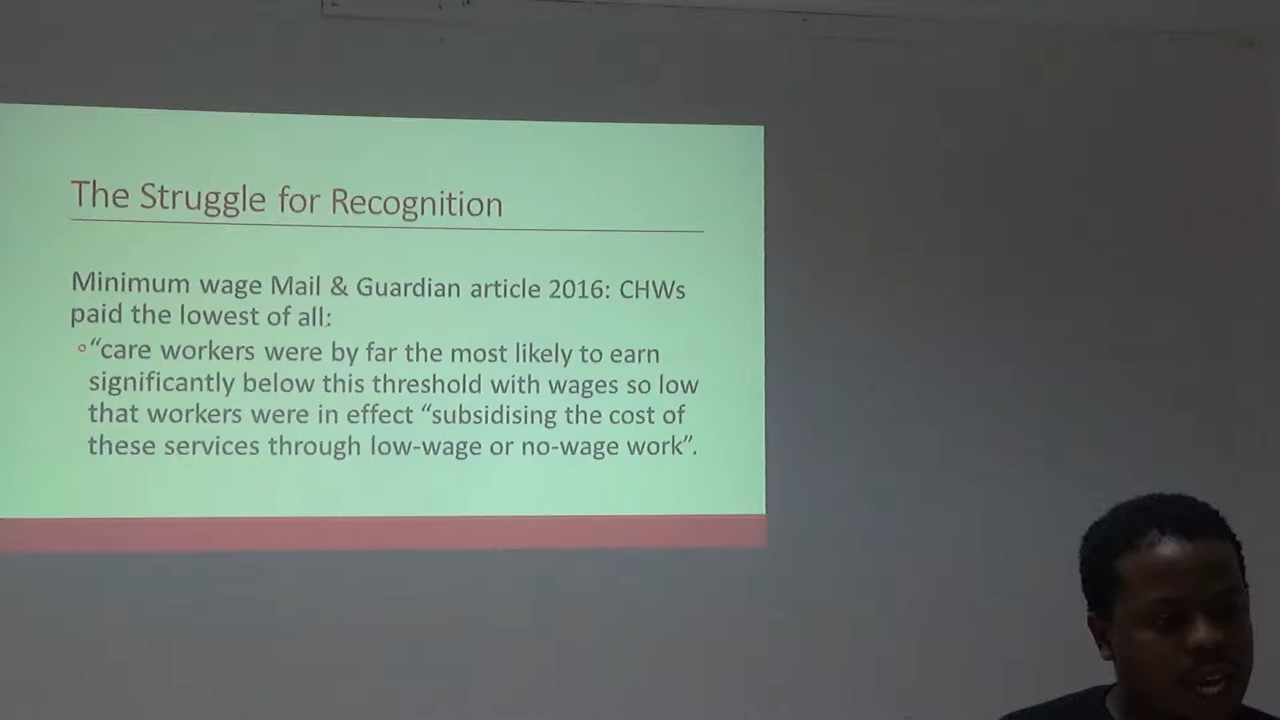 The Struggle for Recognition
Minimum wage Mail & Guardian article 2016: CHWs
paid the lowest of all:
°“care workers were by far the most likely to earn
significantly below this threshold with wages so low
that workers were in effect “subsidising the cost of
these services through low-wage or no-wage work”.